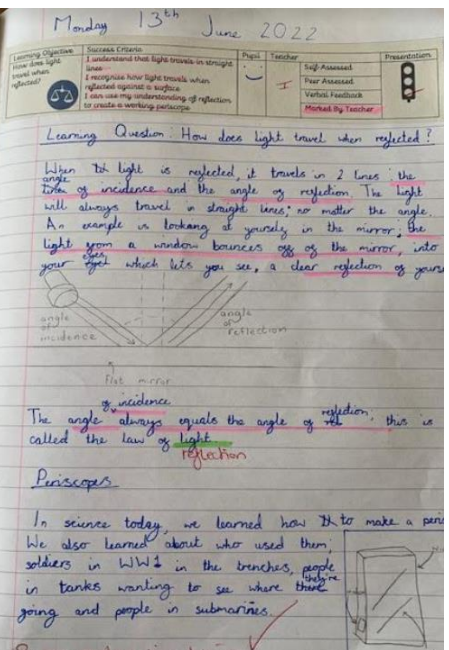 Monday 13th June 2022
Learning Objective
How does light travel when reflected?
Success Criteria
I understand that light travels in straight lines
I recognise how light travels when reflected against a surface
I can use my understanding of reflection to create a working periscope
Pupil
Teacher
I
Self Assessed
Peer Assessed
Verbal Feedback
Marked By Teacher
Presentation
Learning Question: How does light travel when reflected?
When light is reflected, it travels in 2 lines: the
angle
of incidence and the angle of reflection. The light
will always travel in straight lines; no matter the angle.
An example is looking at yourself in the mirror; the
light from a window bounces off of the mirror, into
your eyes which lets you see, a clear reflection of yourse
angle of incidence
angle of reflection
Flat mirror
of incidence
The angle always equals the angle of reflection, this is
called the law of light
reflection
Periscopes
In science today, we learned how to make a peris
We also learned about who used them;
soldiers in WW1 in the trenches, people
in tanks wanting to see where they're
going and people in submarines.